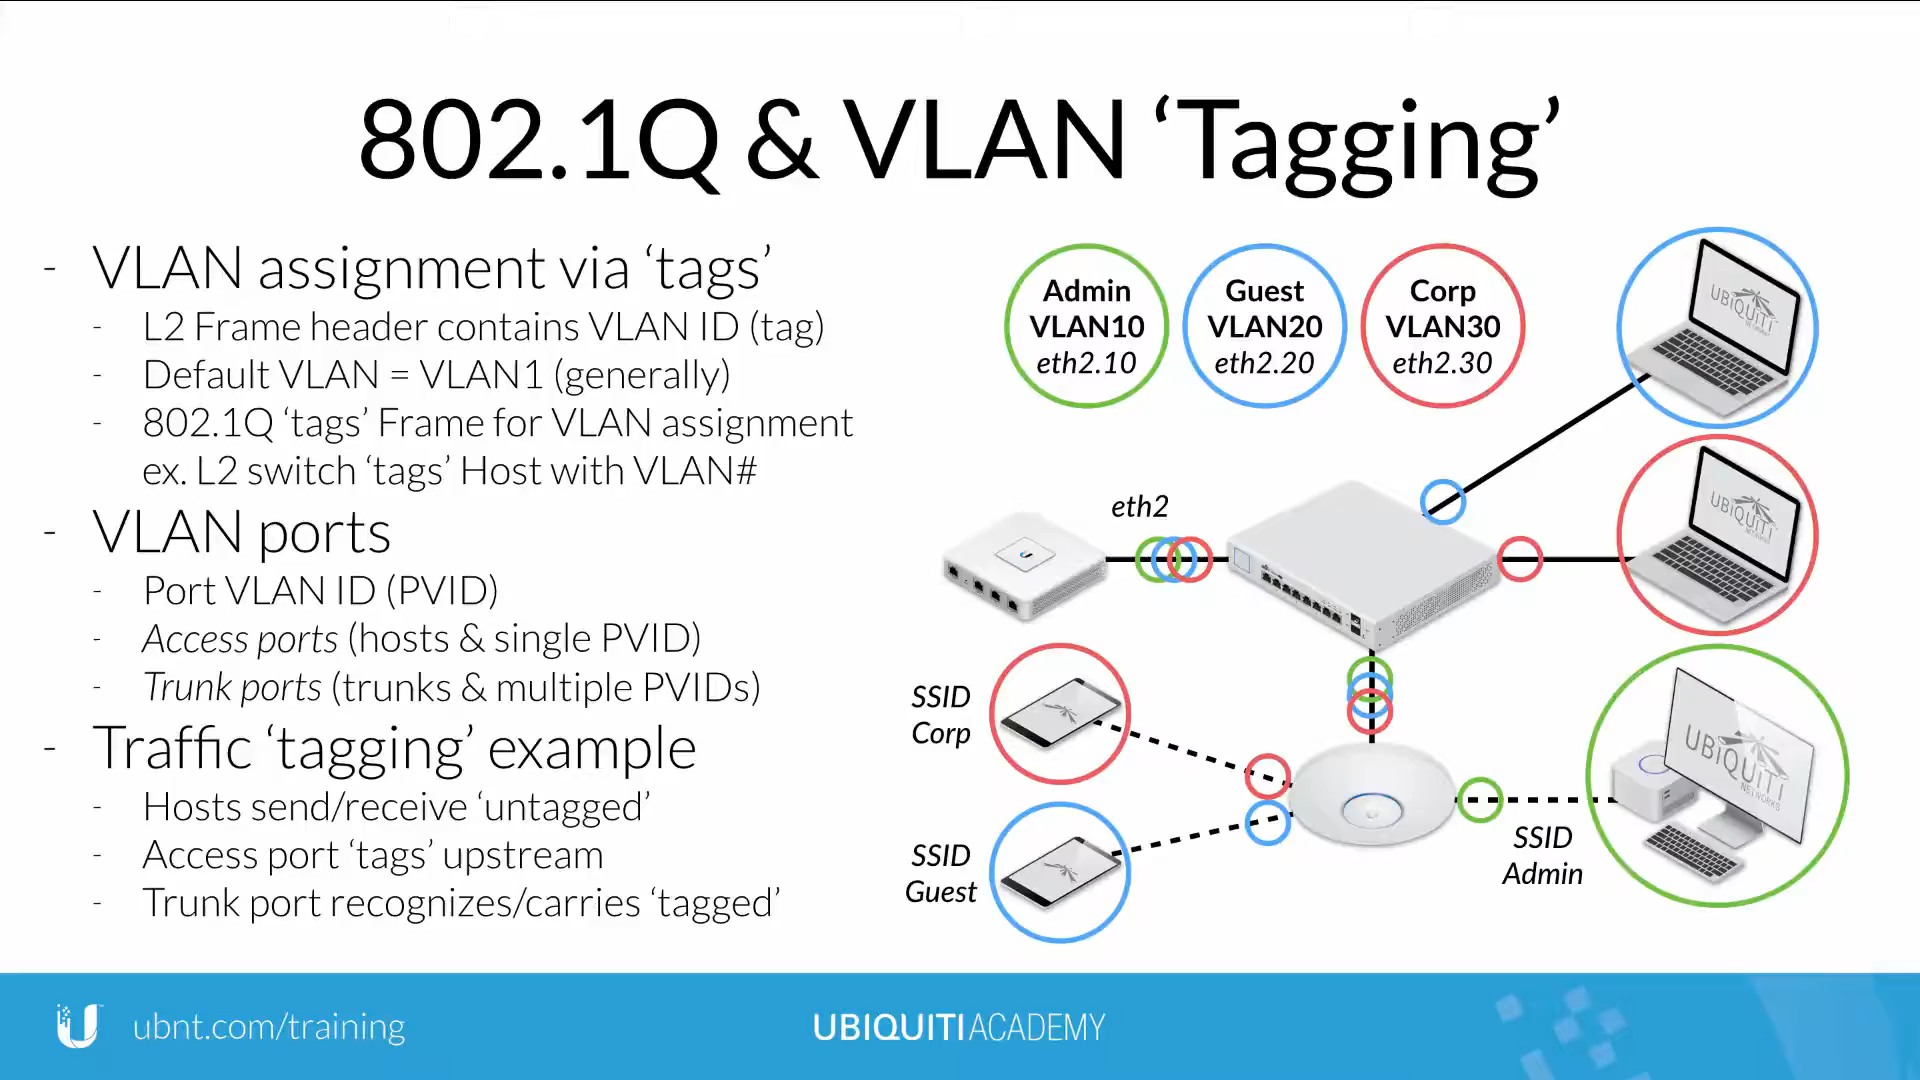 802.1Q & VLAN ‘Tagging’
- VLAN assignment via ‘tags’
- L2 Frame header contains VLAN ID (tag)
- Default VLAN = VLAN1 (generally)
- 802.1Q ‘tags’ Frame for VLAN assignment
ex. L2 switch ‘tags’ Host with VLAN#
- VLAN ports
- Port VLAN ID (PVID)
- Access ports (hosts & single PVID)
- Trunk ports (trunks & multiple PVIDs)
- Traffic ‘tagging’ example
- Hosts send/receive ‘untagged’
- Access port ‘tags’ upstream
- Trunk port recognizes/carries ‘tagged’
Admin
VLAN10
eth2.10
Guest
VLAN20
eth2.20
Corp
VLAN30
eth2.30
UBIQUITI
eth2
UBIQUITI
SSID
Corp
SSID
Guest
UBIQUITI
NETWORKS
SSID
Admin
ubnt.com/training
UBIQUITI ACADEMY